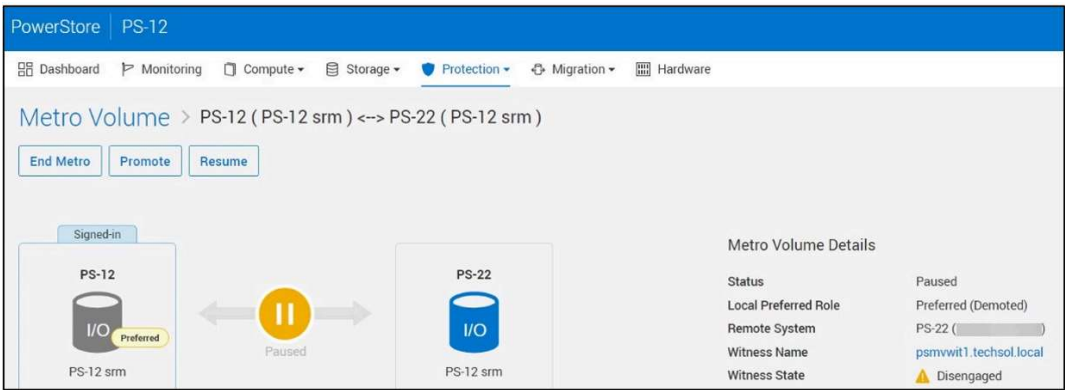 PowerStore | PS-12
Dashboard Monitoring Compute Storage Protection Migration Hardware
Metro Volume > PS-12 ( PS-12 srm ) <--> PS-22 ( PS-12 srm )
End Metro Promote Resume
Signed-in
PS-12
I/O
Preferred
PS-12 srm
Paused
PS-22
I/O
PS-12 srm
Metro Volume Details
Status Paused
Local Preferred Role Preferred (Demoted)
Remote System PS-22 ( )
Witness Name psmvwit1.techsol.local
Witness State Disengaged